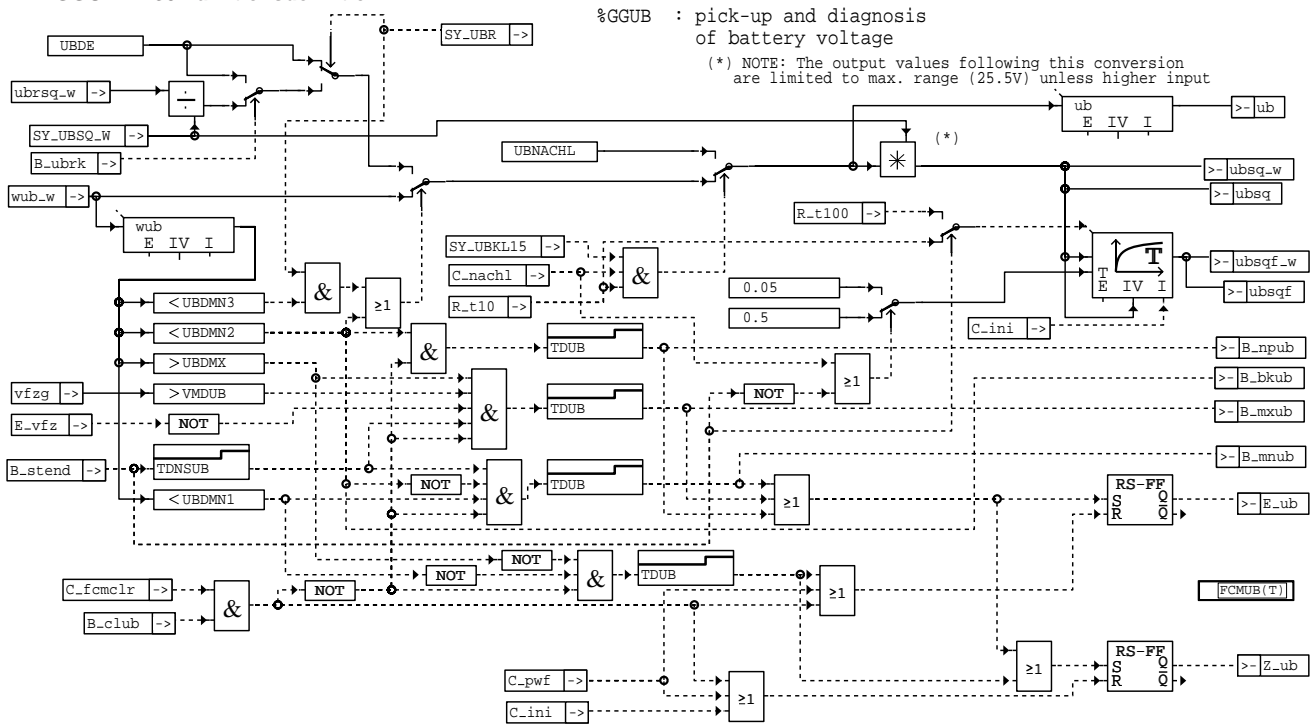 %GGUB : pick-up and diagnosis
of battery voltage
(*) NOTE: The output values following this conversion
are limited to max. range (25.5V) unless higher input
UBDE
SY_UBR ->
ubrsq_w ->
÷
SY_UBSQ_W ->
B_ubrk ->
wub_w ->
wub
E IV I
UBNACHL
ub
E IV I
>- ub
(*)
*
>- ubsq_w
>- ubsq
R_t100 ->
SY_UBKL15 ->
C_nachl ->
R_t10 ->
&
0.05
0.5
T
T
E IV I
>- ubsqf_w
>- ubsqf
C_ini ->
<UBDMN3
&
≥1
<UBDMN2
&
TDUB
>- B_npub
>UBDMX
≥1
>- B_bkub
vfzg ->
>VMDUB
&
TDUB
NOT
>- B_mxub
E_vfz ->
NOT
B_stend ->
TDNSUB
NOT
&
TDUB
>- B_mnub
<UBDMN1
≥1
RS-FF
S Q
R Q
>- E_ub
NOT
NOT
&
TDUB
C_fcmclr ->
B_club ->
&
NOT
≥1
FCMUB(T)
C_pwf ->
C_ini ->
≥1
≥1
RS-FF
S Q
R Q
>- Z_ub